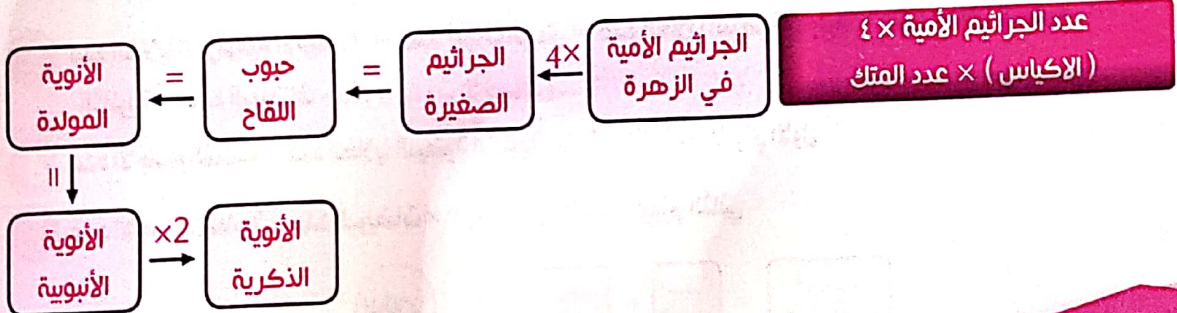 عدد الجراثيم الأمية × ٤
( الاكياس ) × عدد المتك
الجراثيم الأمية
في الزهرة
4×
الجراثيم
الصغيرة
=
حبوب
اللقاح
=
الأنوية
المولدة
=
الأنوية
الأنبوبية
×2
الأنوية
الذكرية